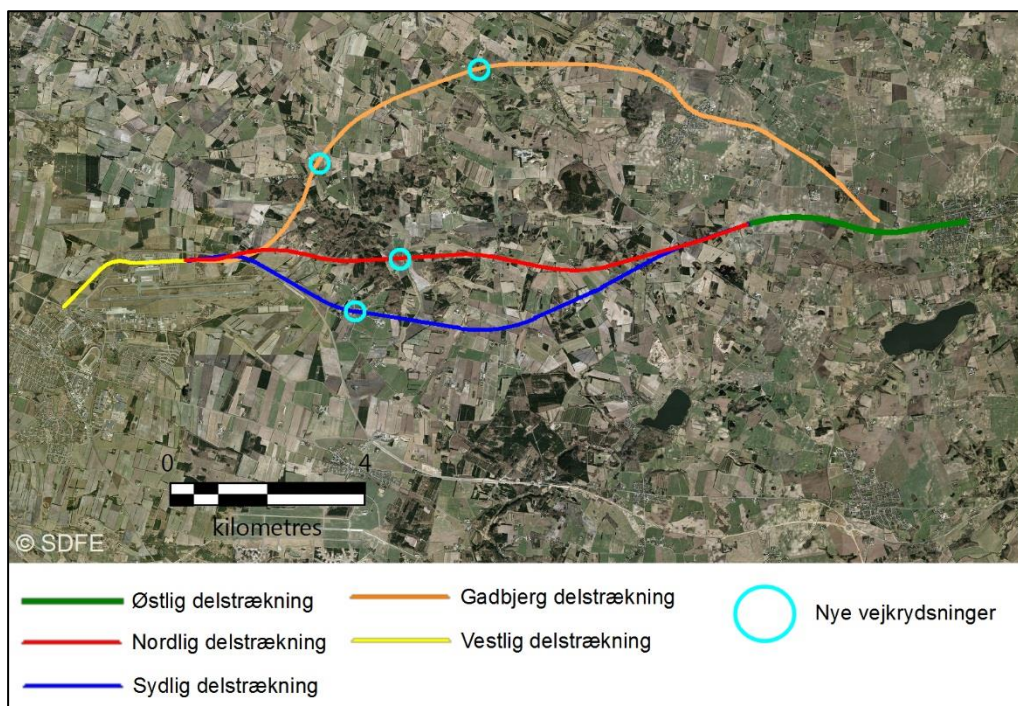 0 4
kilometres
© SDFE
Østlig delstrækning
Gadbjerg delstrækning
Nye vejkrydsninger
Nordlig delstrækning
Vestlig delstrækning
Sydlig delstrækning